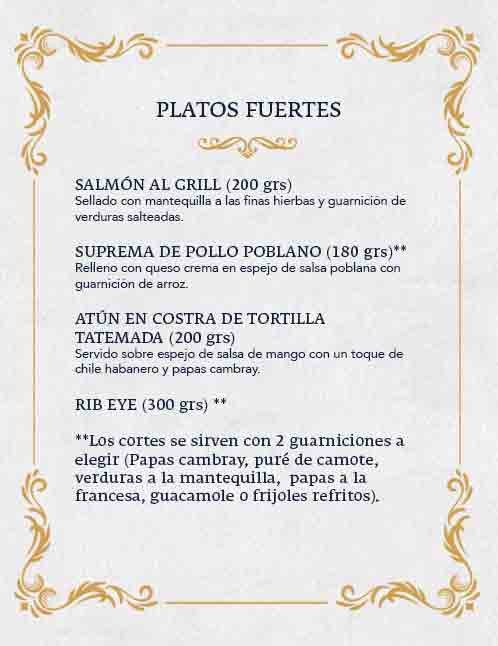 PLATOS FUERTES
SALMÓN AL GRILL (200 grs)
Sellado con mantequilla a las finas hierbas y guarnición de
verduras salteadas.
SUPREMA DE POLLO POBLANO (180 grs)**
Relleno con queso crema en espejo de salsa poblana con
guarnición de arroz.
ATÚN EN COSTRA DE TORTILLA
TATEMADA (200 grs)
Servido sobre espejo de salsa de mango con un toque de
chile habanero y papas cambray.
RIB EYE (300 grs) **
**Los cortes se sirven con 2 guarniciones a
elegir (Papas cambray, puré de camote,
verduras a la mantequilla, papas a la
francesa, guacamole o frijoles refritos).